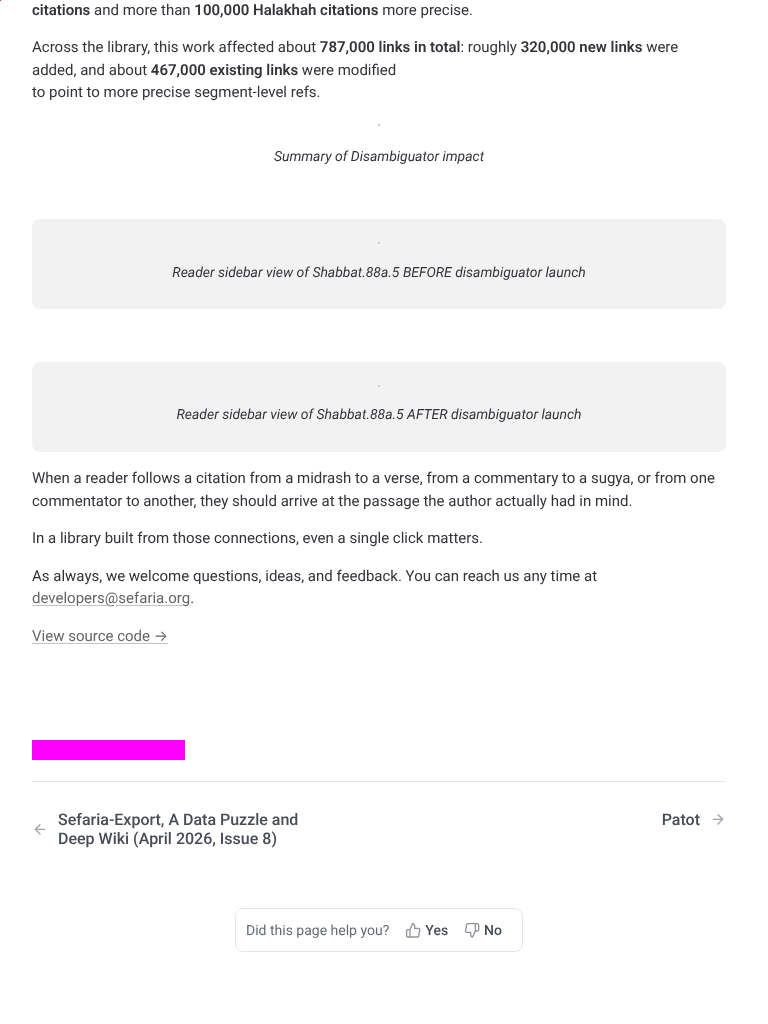 citations and more than 100,000 Halakhah citations more precise.
Across the library, this work affected about 787,000 links in total: roughly 320,000 new links were
added, and about 467,000 existing links were modified
to point to more precise segment-level refs.
Summary of Disambiguator impact
Reader sidebar view of Shabbat.88a.5 BEFORE disambiguator launch
Reader sidebar view of Shabbat.88a.5 AFTER disambiguator launch
When a reader follows a citation from a midrash to a verse, from a commentary to a sugya, or from one
commentator to another, they should arrive at the passage the author actually had in mind.
In a library built from those connections, even a single click matters.
As always, we welcome questions, ideas, and feedback. You can reach us any time at
developers@sefaria.org.
View source code →
← Sefaria-Export, A Data Puzzle and
Deep Wiki (April 2026, Issue 8)
Patot →
Did this page help you? Yes No